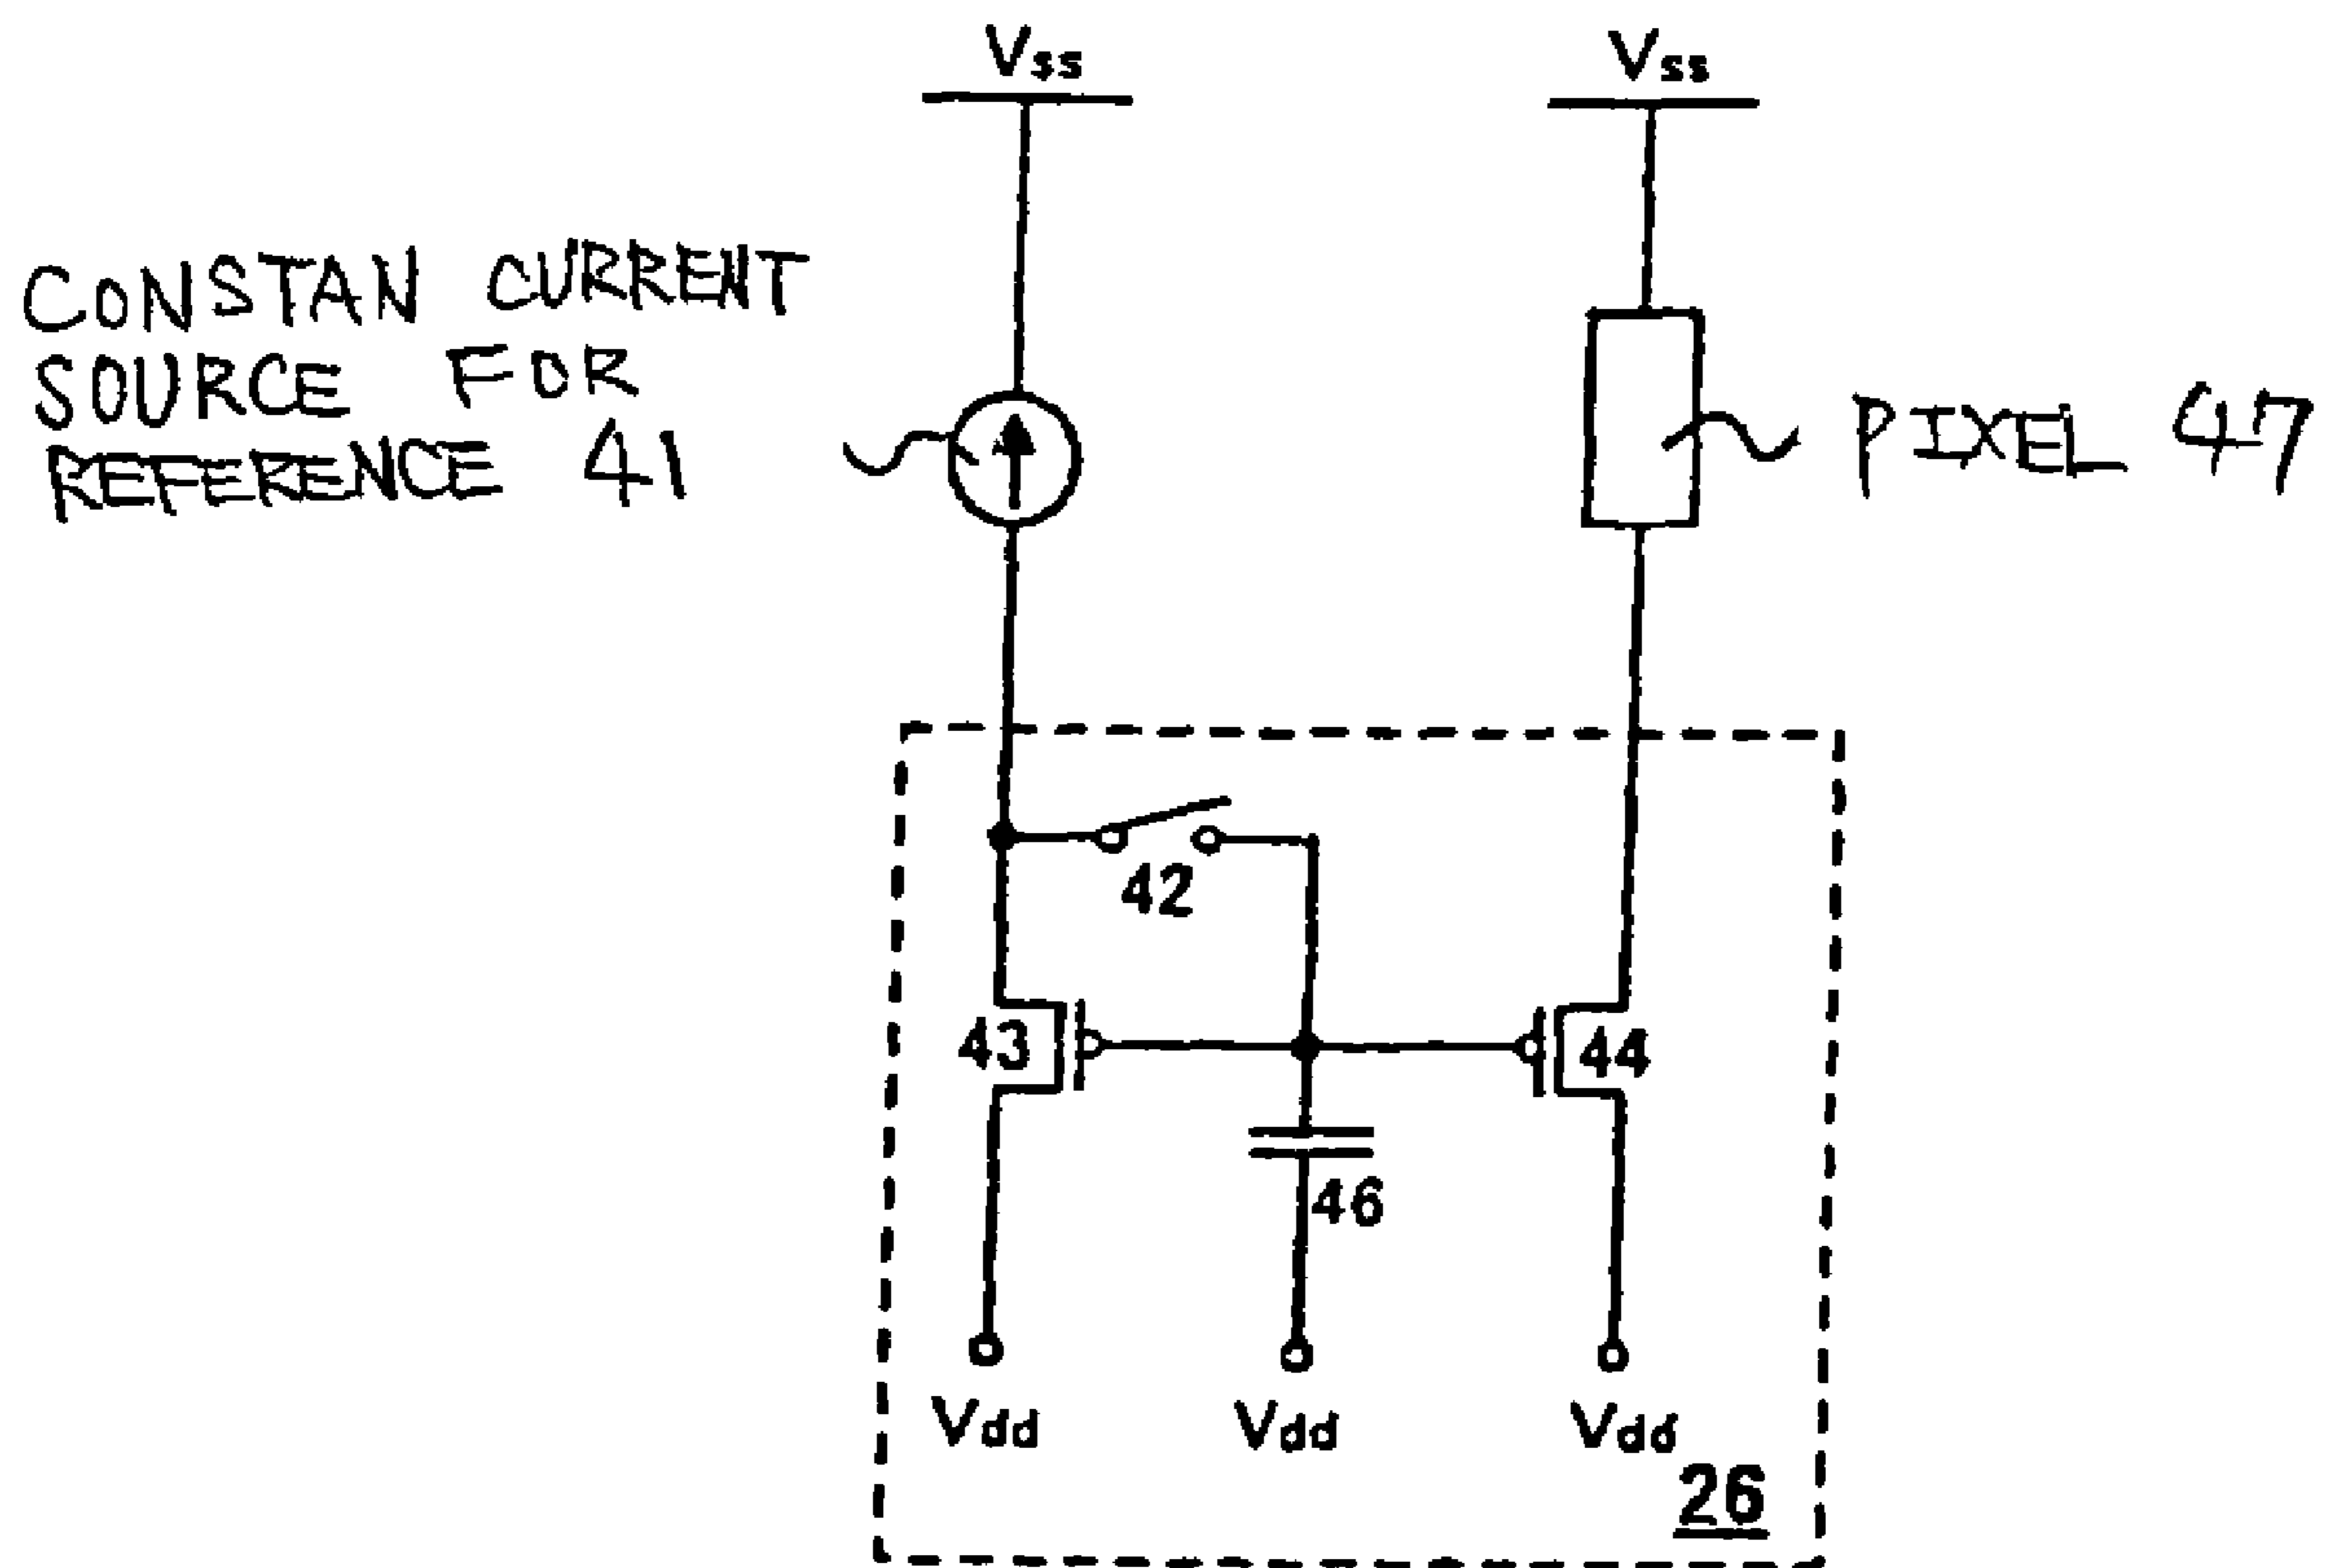 Vss
Vss
CONSTAN CURRENT
SOURCE FOR
REFERENCE 41
PIXEL 47
42
43
44
46
Vdd
Vdd
Vdd
26